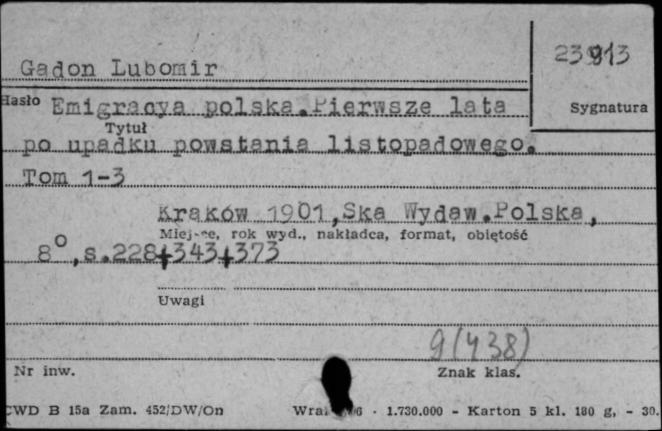 23913
Gadon Lubomir
Hasło Emigracya polska.Pierwsze lata
Sygnatura
Tytuł
po upadku powstania listopadowego.
Tom 1-3
Kraków 1901,Ska Wydaw.Polska,
Miejsce, rok wyd., nakładca, format, obiętość
8°,s.228+343+373
Uwagi
9(438)
Nr inw.
Znak klas.
CWD B 15a Zam. 452/DW/On
1.730.000 - Karton 5 kl. 180 g, - 30.